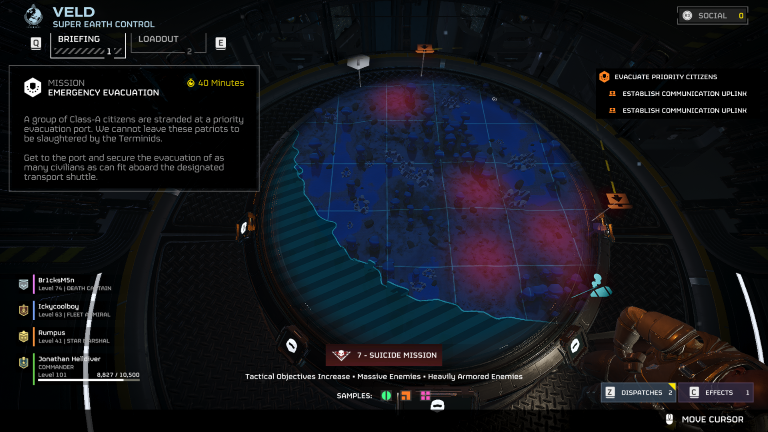 VELD
SUPER EARTH CONTROL
Q
BRIEFING
1
LOADOUT
2
E
SOCIAL 0
MISSION
EMERGENCY EVACUATION
40 Minutes
A group of Class-A citizens are stranded at a priority
evacuation port. We cannot leave these patriots to
be slaughtered by the Terminids.
Get to the port and secure the evacuation of as
many civilians as can fit aboard the designated
transport shuttle.
EVACUATE PRIORITY CITIZENS
ESTABLISH COMMUNICATION UPLINK
ESTABLISH COMMUNICATION UPLINK
Br1cksM5n
Level 74 | DEATH CAPTAIN
Ickycoolboy
Level 63 | FLEET ADMIRAL
Rumpus
Level 41 | STAR MARSHAL
Jonathan Helldiver
COMMANDER
Level 101 8,827 / 10,500
7 - SUICIDE MISSION
Tactical Objectives Increase • Massive Enemies • Heavily Armored Enemies
SAMPLES:
Z DISPATCHES 2
C EFFECTS 1
MOVE CURSOR